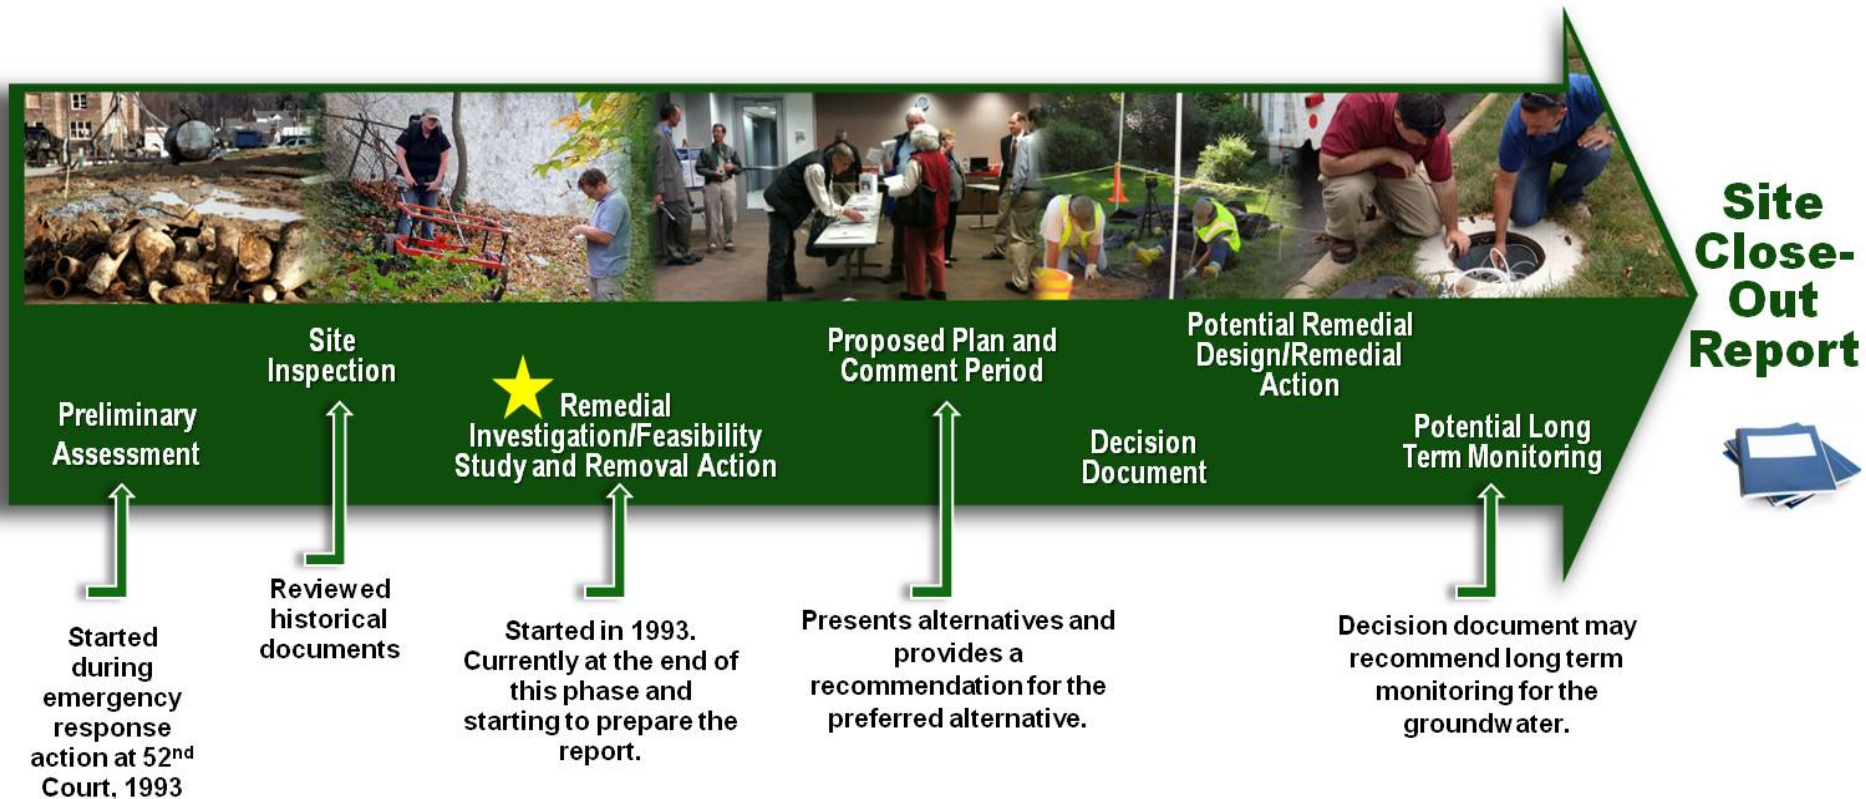 Preliminary
Assessment
Site
Inspection
Remedial
Investigation/Feasibility
Study and Removal Action
Proposed Plan and
Comment Period
Decision
Document
Potential Remedial
Design/Remedial
Action
Potential Long
Term Monitoring
Site
Close-
Out
Report
Started
during
emergency
response
action at 52nd
Court, 1993
Reviewed
historical
documents
Started in 1993.
Currently at the end of
this phase and
starting to prepare the
report.
Presents alternatives and
provides a
recommendation for the
preferred alternative.
Decision document may
recommend long term
monitoring for the
groundwater.